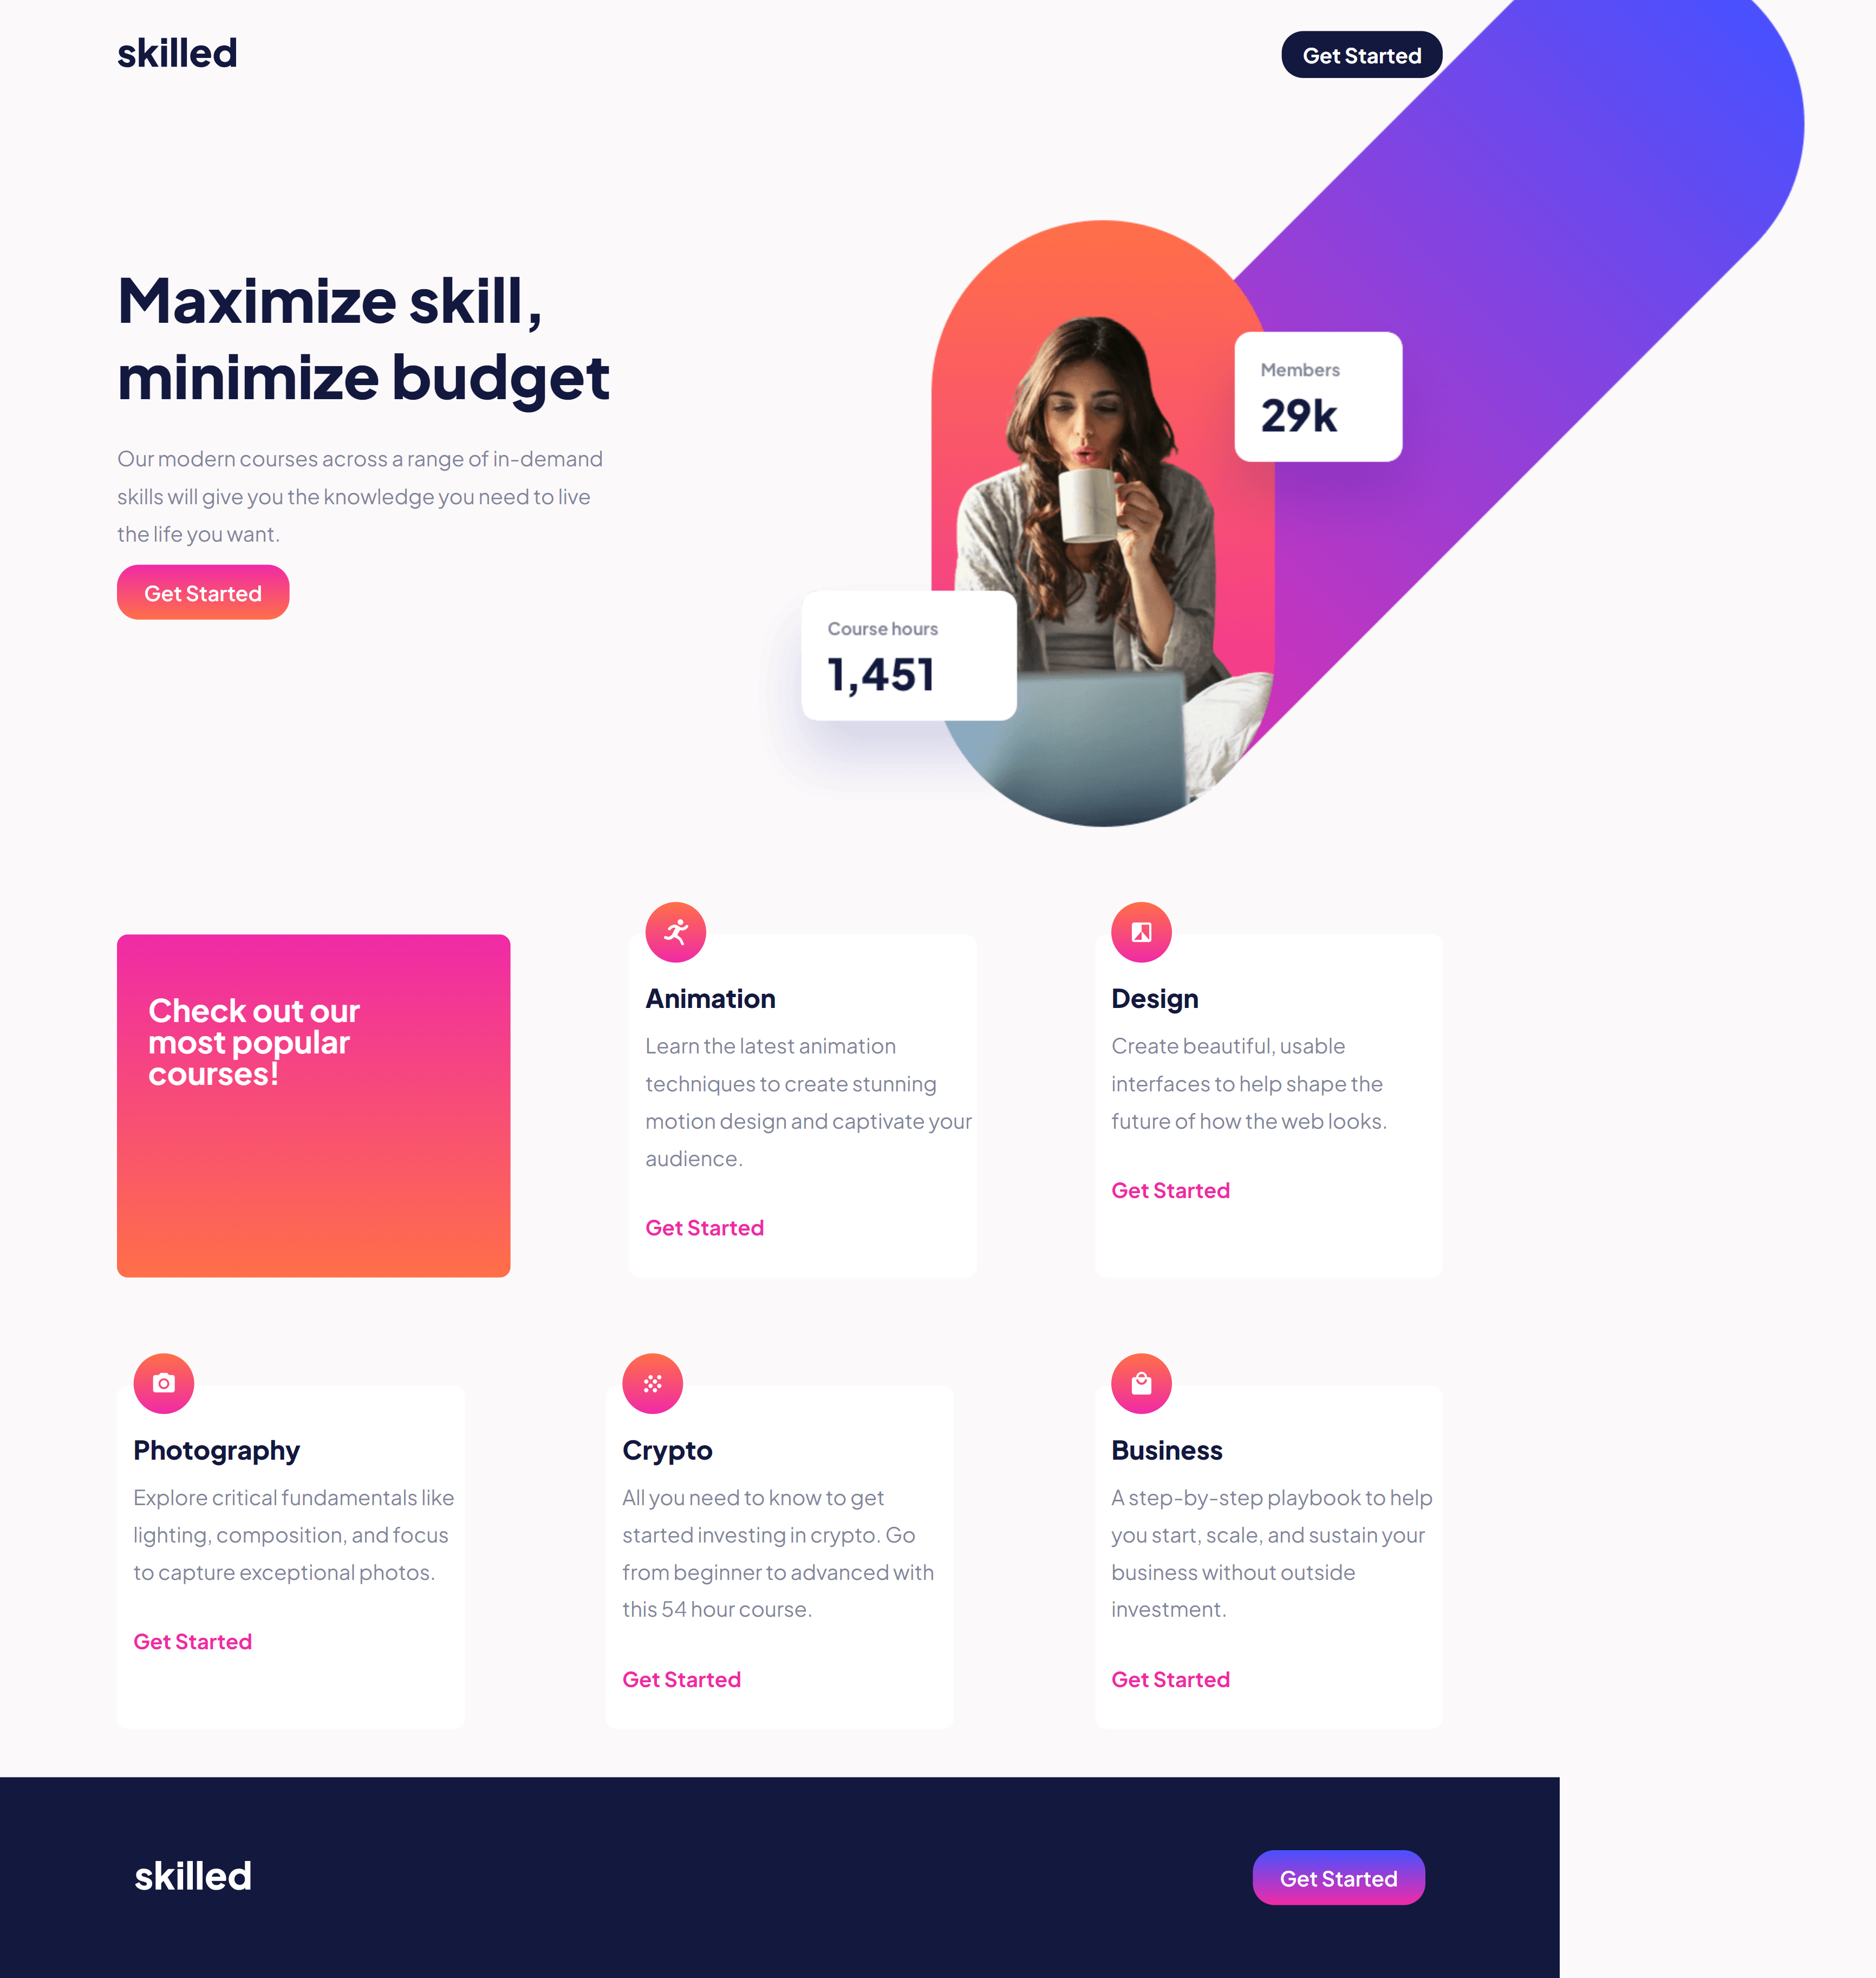 skilled
Get Started
Maximize skill,
minimize budget
Our modern courses across a range of in-demand
skills will give you the knowledge you need to live
the life you want.
Get Started
Members
29k
Course hours
1,451
Check out our
most popular
courses!
Animation
Learn the latest animation
techniques to create stunning
motion design and captivate your
audience.
Get Started
Design
Create beautiful, usable
interfaces to help shape the
future of how the web looks.
Get Started
Photography
Explore critical fundamentals like
lighting, composition, and focus
to capture exceptional photos.
Get Started
Crypto
All you need to know to get
started investing in crypto. Go
from beginner to advanced with
this 54 hour course.
Get Started
Business
A step-by-step playbook to help
you start, scale, and sustain your
business without outside
investment.
Get Started
skilled
Get Started